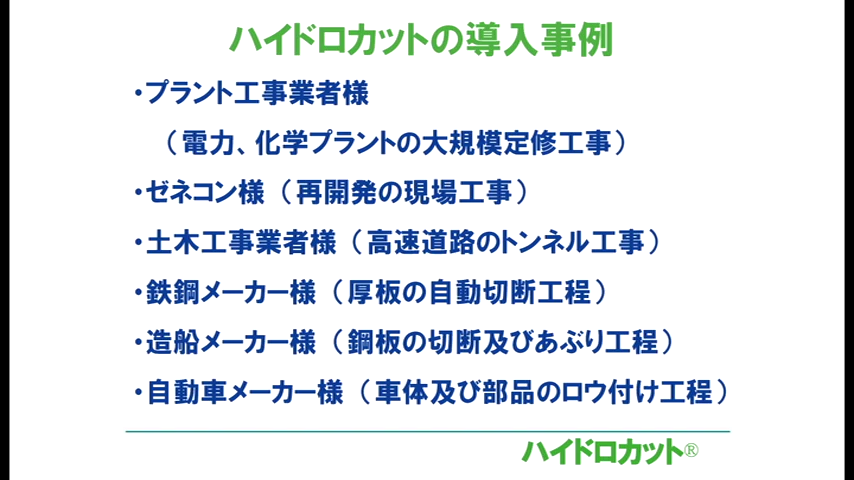 ハイドロカットの導入事例
・プラント工事業者様
（電力、化学プラントの大規模定修工事）
・ゼネコン様（再開発の現場工事）
・土木工事業者様（高速道路のトンネル工事）
・鉄鋼メーカー様（厚板の自動切断工程）
・造船メーカー様（鋼板の切断及びあぶり工程）
・自動車メーカー様（車体及び部品のロウ付け工程）
ハイドロカット®